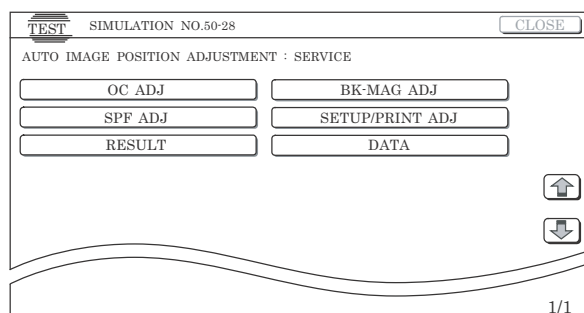 TEST SIMULATION NO.50-28 CLOSE
AUTO IMAGE POSITION ADJUSTMENT : SERVICE
OC ADJ BK-MAG ADJ
SPF ADJ SETUP/PRINT ADJ
RESULT DATA
1/1